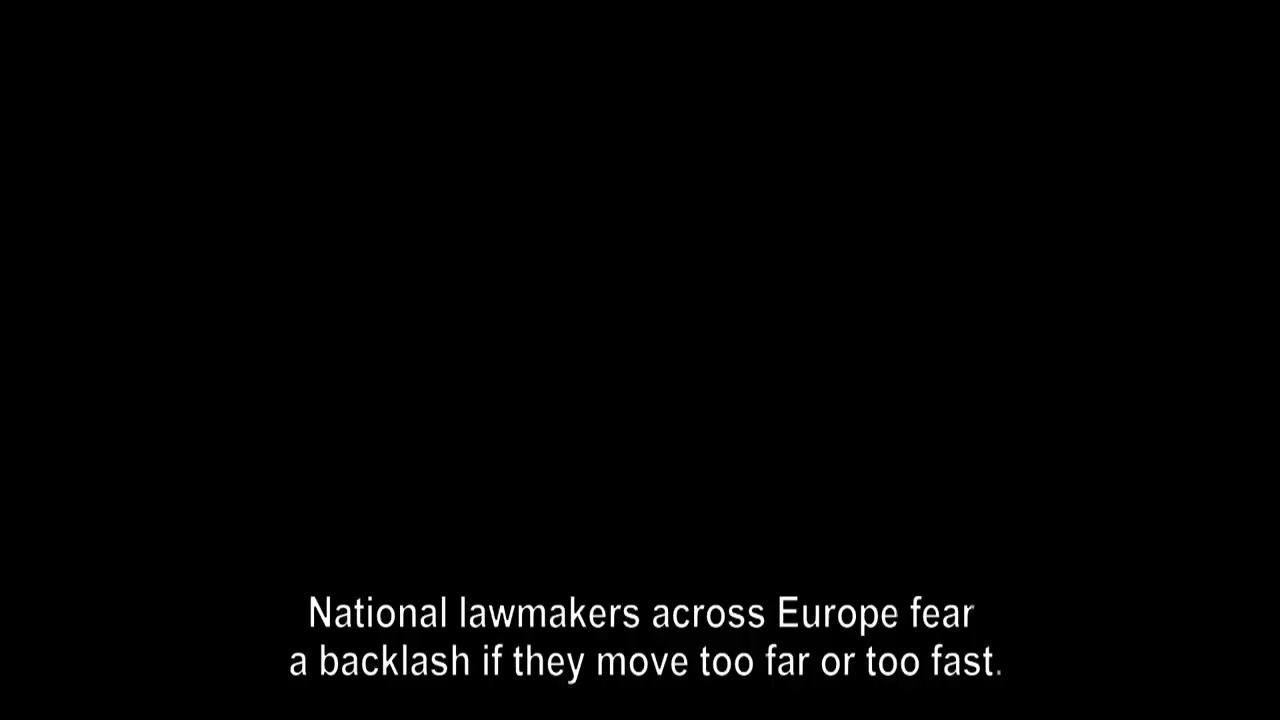 National lawmakers across Europe fear
a backlash if they move too far or too fast.